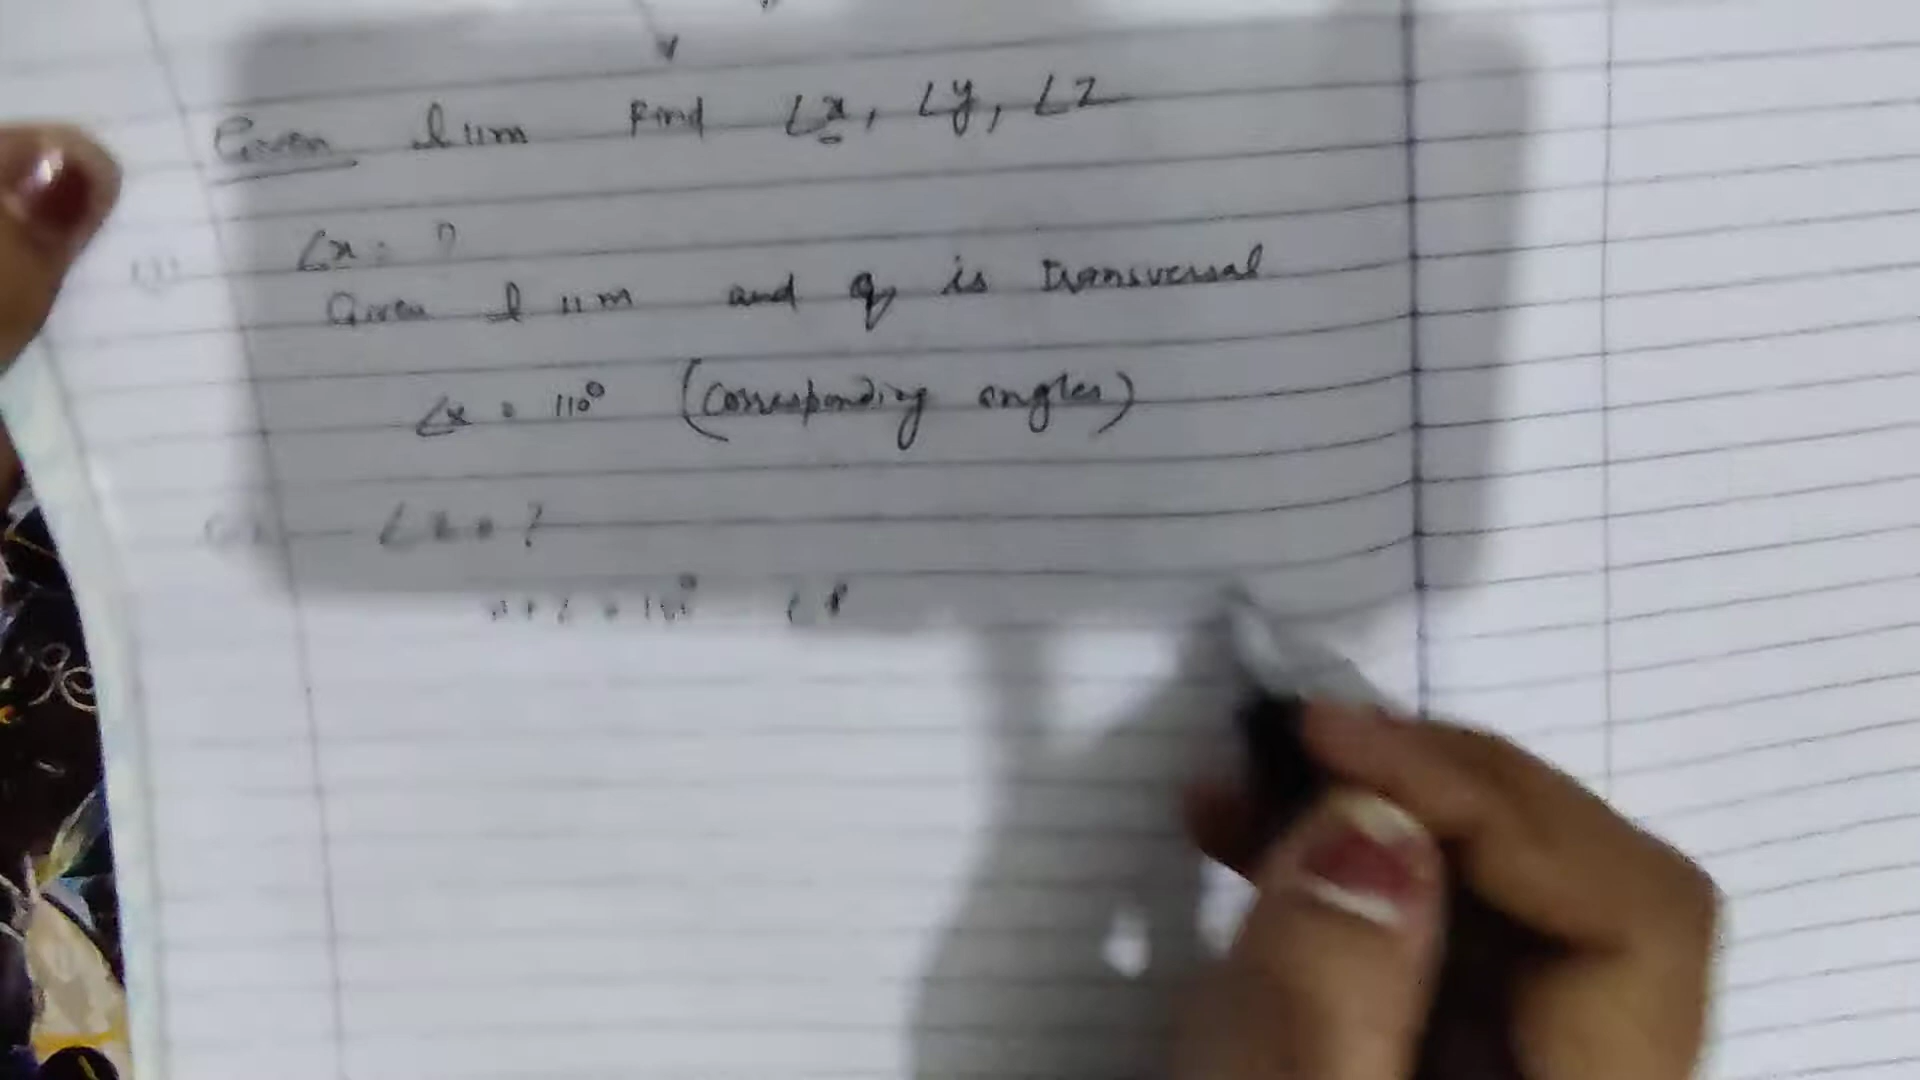 Given l || m Find ∠x, ∠y, ∠z
(i) ∠x = ?
Given l || m and q is transversal
∠x = 110° (Corresponding angles)
∠z = ?